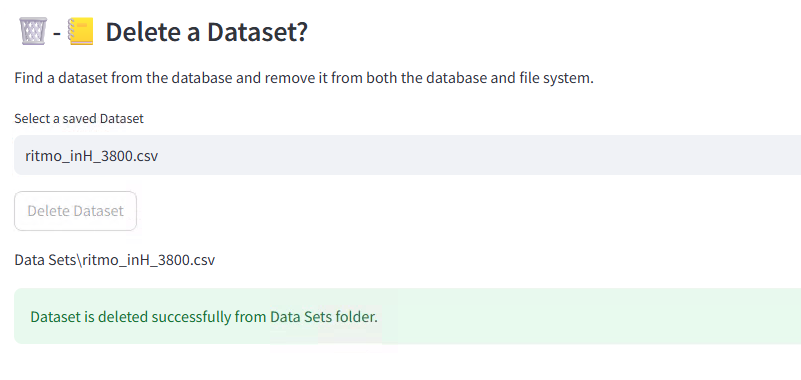 🗑️-📒 Delete a Dataset?
Find a dataset from the database and remove it from both the database and file system.
Select a saved Dataset
ritmo_inH_3800.csv
Delete Dataset
Data Sets\ritmo_inH_3800.csv
Dataset is deleted successfully from Data Sets folder.